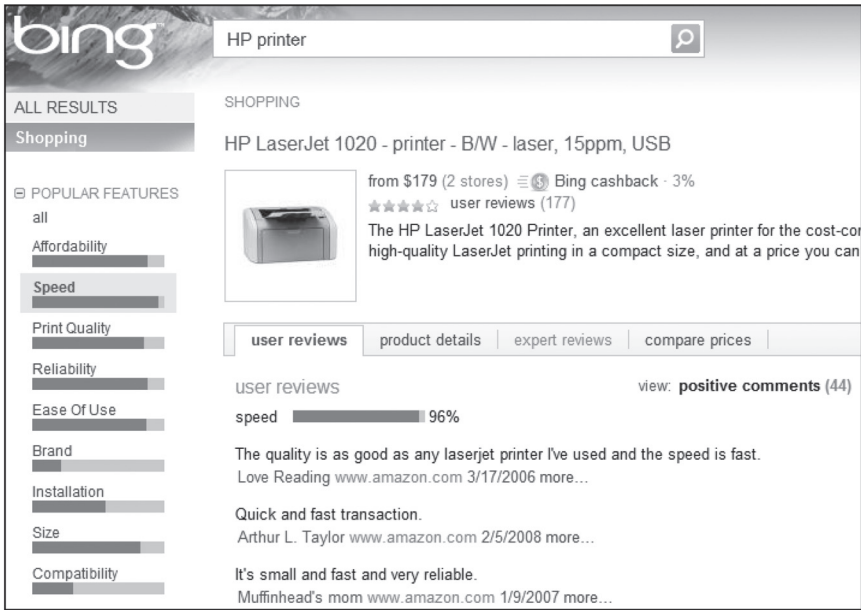 bing
HP printer
ALL RESULTS
Shopping
POPULAR FEATURES
all
Affordability
Speed
Print Quality
Reliability
Ease Of Use
Brand
Installation
Size
Compatibility
SHOPPING
HP LaserJet 1020 - printer - B/W - laser, 15ppm, USB
from $179 (2 stores) Bing cashback · 3%
user reviews (177)
The HP LaserJet 1020 Printer, an excellent laser printer for the cost-cor
high-quality LaserJet printing in a compact size, and at a price you can
user reviews product details expert reviews compare prices
user reviews view: positive comments (44)
speed 96%
The quality is as good as any laserjet printer I've used and the speed is fast.
Love Reading www.amazon.com 3/17/2006 more...
Quick and fast transaction.
Arthur L. Taylor www.amazon.com 2/5/2008 more...
It's small and fast and very reliable.
Muffinhead's mom www.amazon.com 1/9/2007 more...